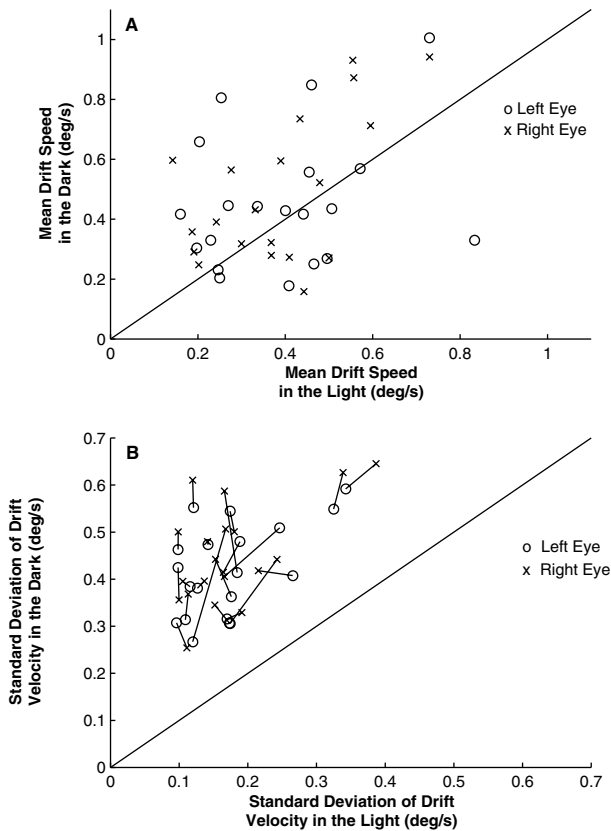 A
1
0.8
0.6
0.4
0.2
0
0 0.2 0.4 0.6 0.8 1
Mean Drift Speed
in the Dark (deg/s)
o Left Eye
x Right Eye
Mean Drift Speed
in the Light (deg/s)
B
0.7
0.6
0.5
0.4
0.3
0.2
0.1
0
0 0.1 0.2 0.3 0.4 0.5 0.6 0.7
Standard Deviation of Drift
Velocity in the Dark (deg/s)
o Left Eye
x Right Eye
Standard Deviation of Drift
Velocity in the Light (deg/s)